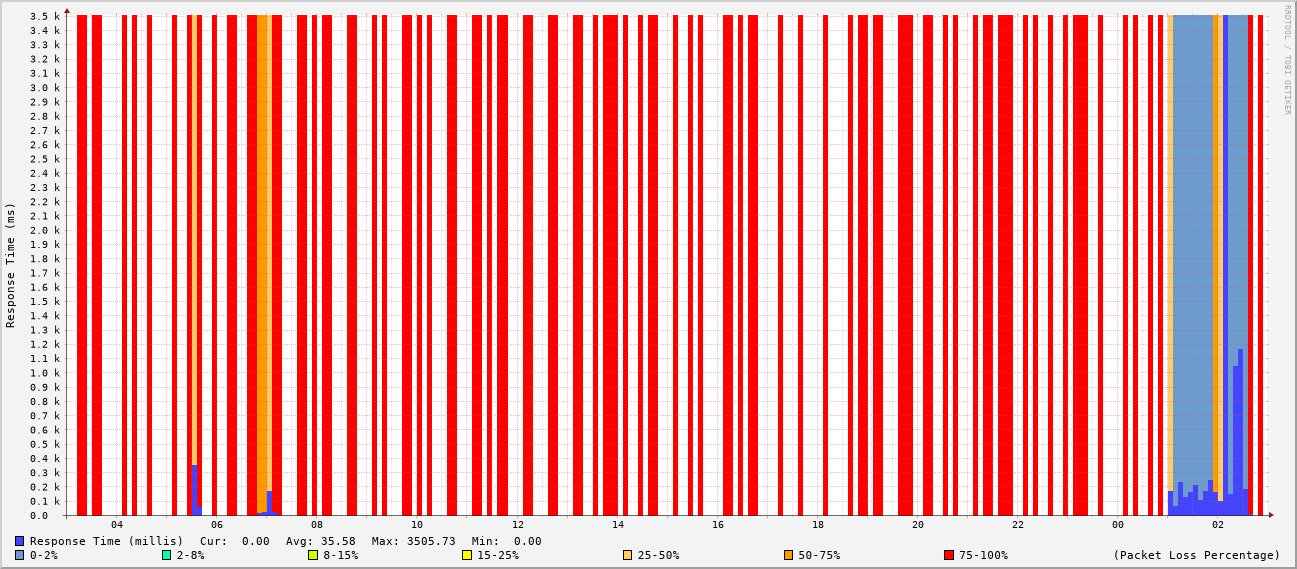 3.5 k
3.4 k
3.3 k
3.2 k
3.1 k
3.0 k
2.9 k
2.8 k
2.7 k
2.6 k
2.5 k
2.4 k
2.3 k
2.2 k
2.1 k
2.0 k
1.9 k
1.8 k
1.7 k
1.6 k
1.5 k
1.4 k
1.3 k
1.2 k
1.1 k
1.0 k
0.9 k
0.8 k
0.7 k
0.6 k
0.5 k
0.4 k
0.3 k
0.2 k
0.1 k
0.0
Response Time (ms)
RRDTOOL / TOBI OETIKER
04 06 08 10 12 14 16 18 20 22 00 02
Response Time (millis) Cur: 0.00 Avg: 35.58 Max: 3505.73 Min: 0.00
0-2% 2-8% 8-15% 15-25% 25-50% 50-75% 75-100% (Packet Loss Percentage)